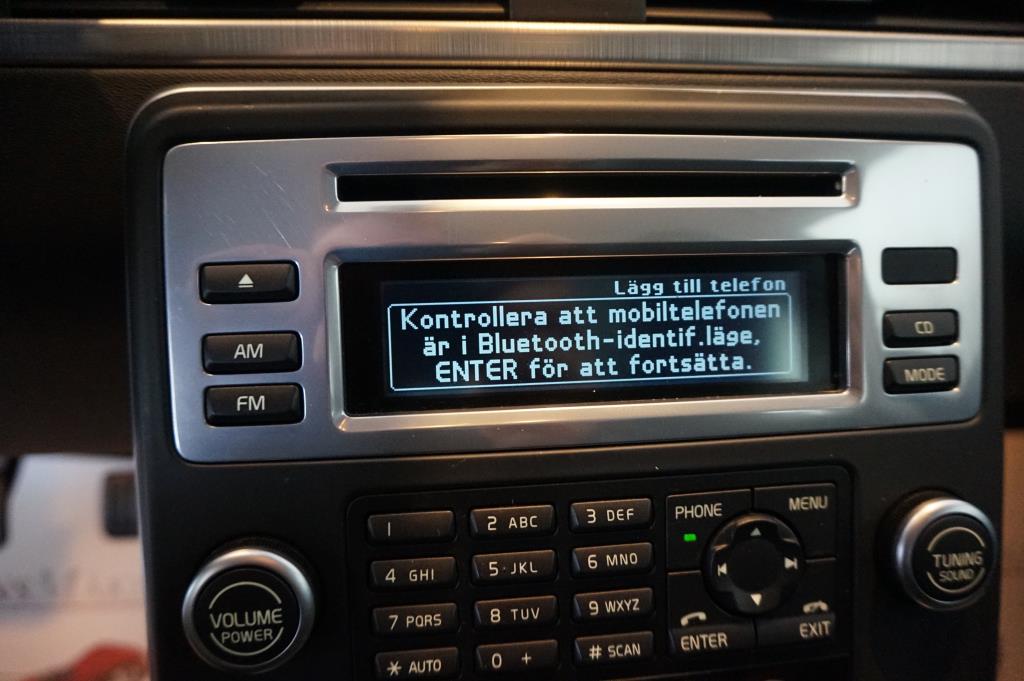 Lägg till telefon
Kontrollera att mobiltelefonen
är i Bluetooth-identif.läge,
ENTER för att fortsätta.
AM
FM
CD
MODE
1
2 ABC
3 DEF
4 GHI
5 JKL
6 MNO
7 PQRS
8 TUV
9 WXYZ
* AUTO
0 +
# SCAN
PHONE
MENU
ENTER
EXIT
VOLUME
POWER
TUNING
SOUND